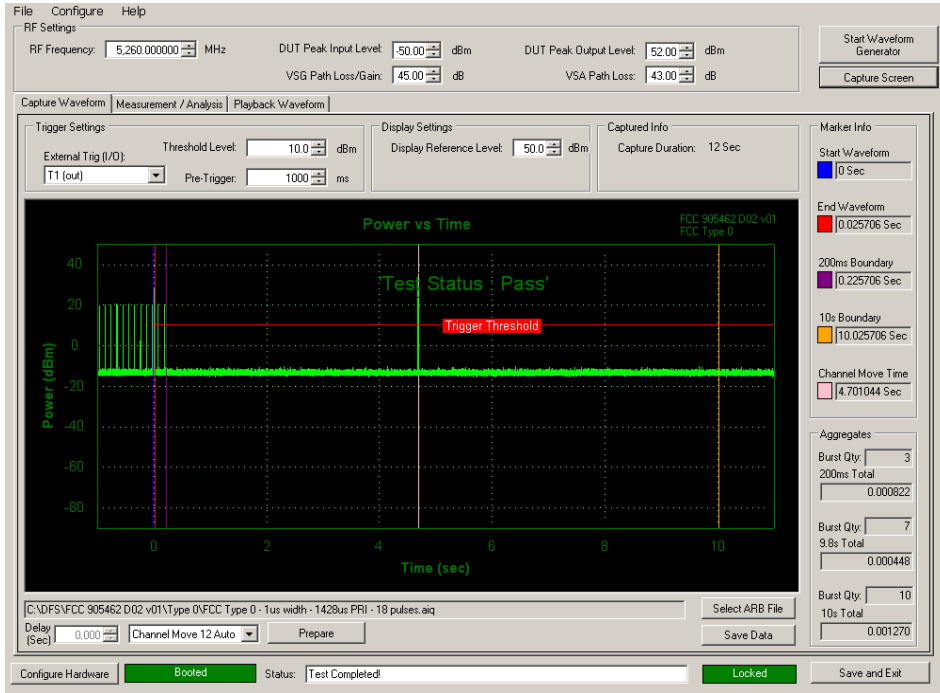 File Configure Help
RF Settings
RF Frequency: 5,260.000000 MHz DUT Peak Input Level: -50.00 dBm DUT Peak Output Level: 52.00 dBm
VSG Path Loss/Gain: 45.00 dB VSA Path Loss: 43.00 dB
Start Waveform Generator
Capture Screen
Capture Waveform Measurement / Analysis Playback Waveform
Trigger Settings
External Trig (I/O):
T1 (out)
Threshold Level: 10.0 dBm
Pre-Trigger: 1000 ms
Display Settings
Display Reference Level: 50.0 dBm
Captured Info
Capture Duration: 12 Sec
Marker Info
Start Waveform
0 Sec
End Waveform
0.025706 Sec
200ms Boundary
0.225706 Sec
10s Boundary
10.025706 Sec
Channel Move Time
4.701044 Sec
Power vs Time
FCC 905462 D02 v01
FCC Type 0
'Test Status : Pass'
Trigger Threshold
Power (dBm)
40
20
0
-20
-40
-60
-80
0 2 4 6 8 10
Time (sec)
Aggregates
Burst Qty: 3
200ms Total
0.000822
Burst Qty: 7
9.8s Total
0.000448
Burst Qty: 10
10s Total
0.001270
C:\DFS\FCC 905462 D02 v01\Type 0\FCC Type 0 - 1us width - 1428us PRI - 18 pulses.aiq
Select ARB File
Delay (Sec) 0.000 Channel Move 12 Auto Prepare
Save Data
Configure Hardware Booted Status: Test Completed! Locked Save and Exit